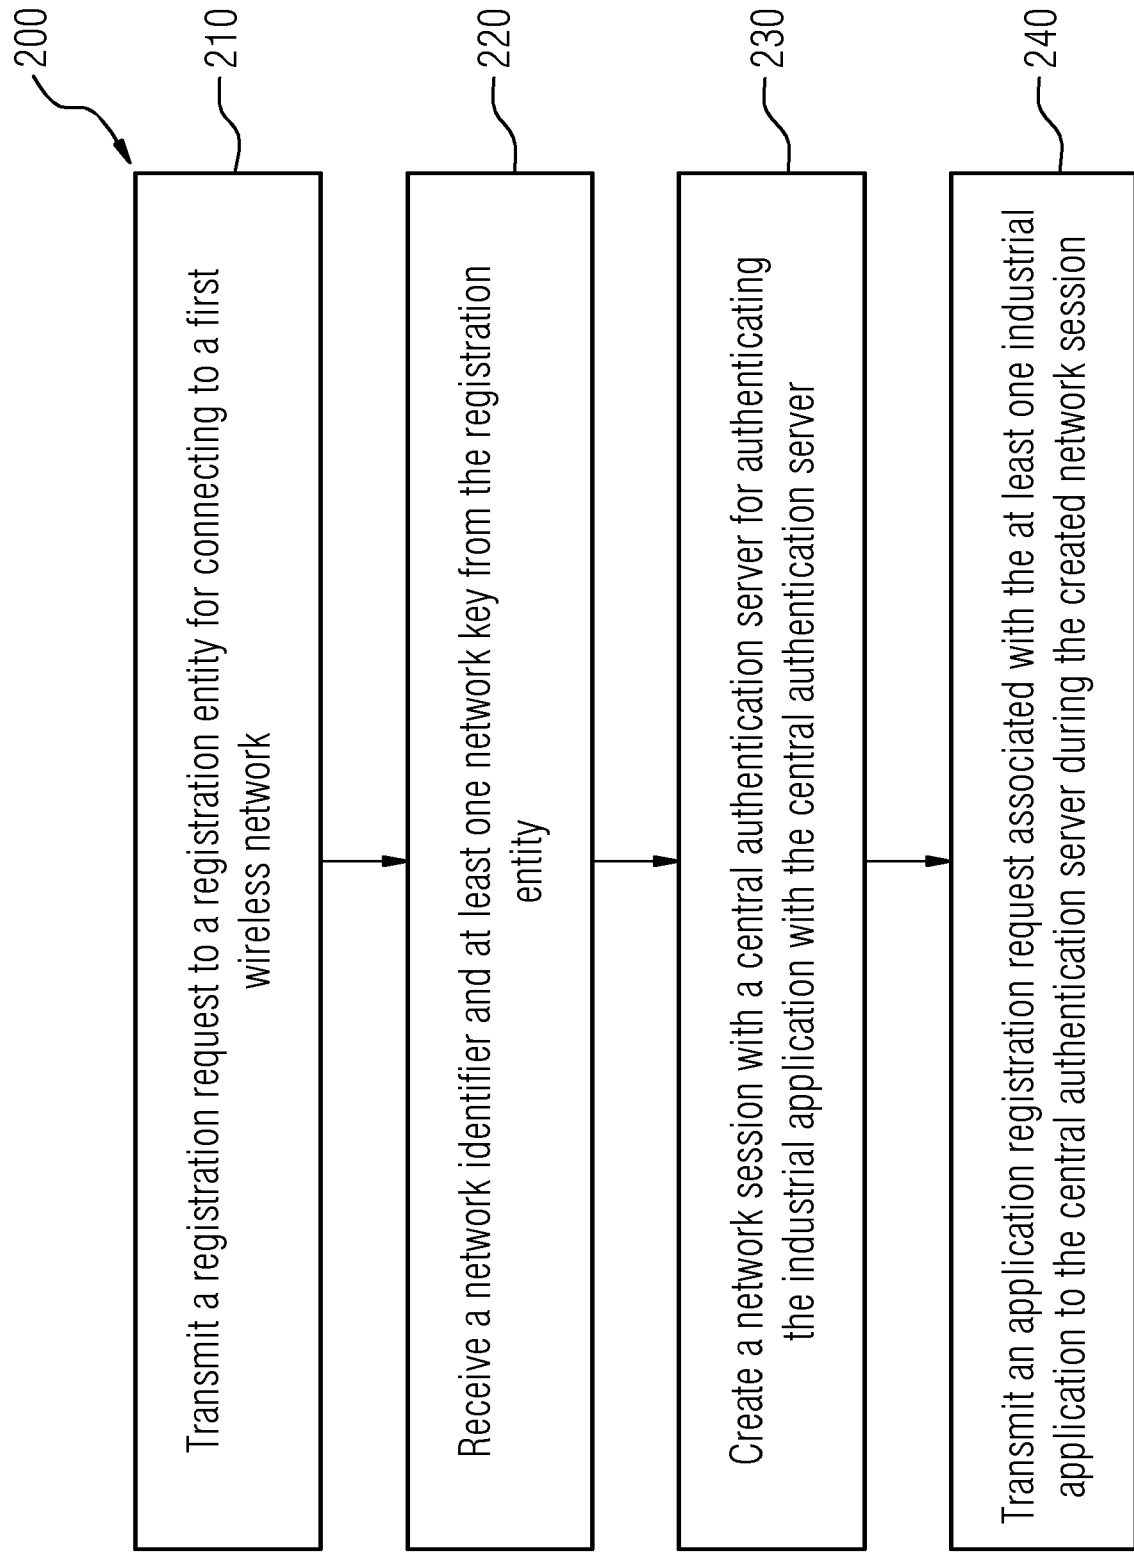 200
210
Transmit a registration request to a registration entity for connecting to a first
wireless network
220
Receive a network identifier and at least one network key from the registration
entity
230
Create a network session with a central authentication server for authenticating
the industrial application with the central authentication server
240
Transmit an application registration request associated with the at least one industrial
application to the central authentication server during the created network session